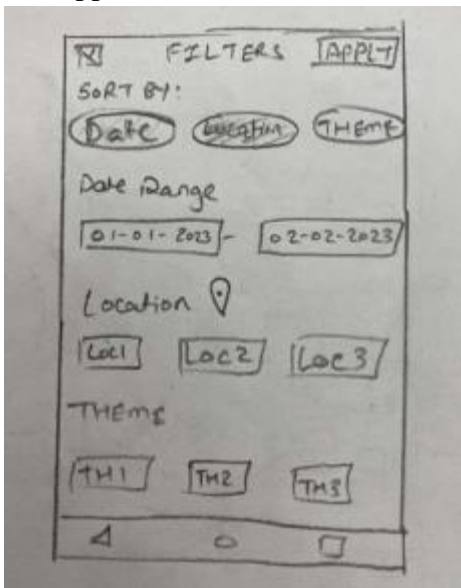 FILTERS APPLY
SORT BY:
Date Location THEME
Date Range
01-01-2023 - 02-02-2023
Location
Loc1 Loc2 Loc3
THEME
TH1 TH2 TH3